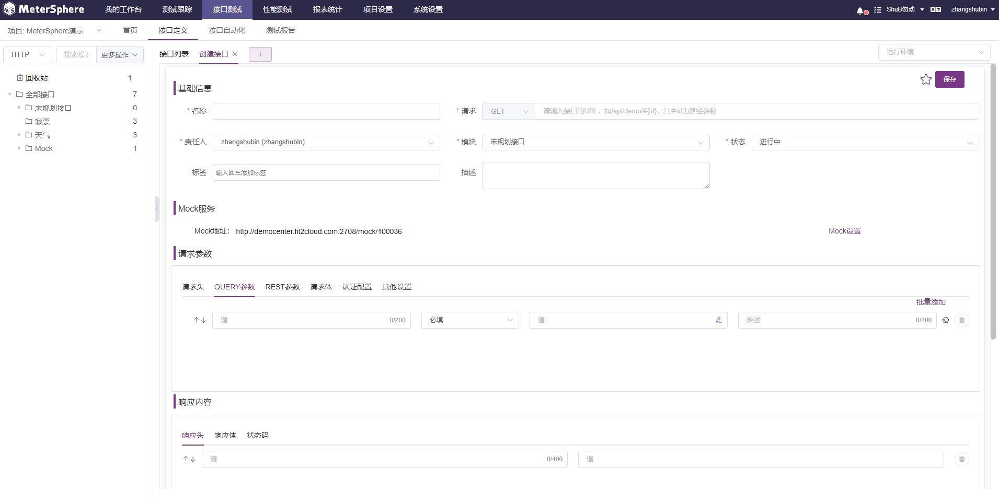 MeterSphere 我的工作台 测试跟踪 接口测试 性能测试 报表统计 项目设置 系统设置 ShuB勿动 zhangshubin
项目: MeterSphere演示 首页 接口定义 接口自动化 测试报告
HTTP 搜索模块 更多操作
回收站 1
全部接口 7
未规划接口 0
彩票 3
天气 3
Mock 1
接口列表 创建接口 运行环境
基础信息 保存
* 名称 * 请求 GET 请输入接口的URL，如/api/demo/#{id}，其中id为路径参数
* 责任人 zhangshubin (zhangshubin) * 模块 未规划接口 * 状态 进行中
标签 输入回车添加标签 描述
Mock服务
Mock地址： http://democenter.fit2cloud.com:2708/mock/100036 Mock设置
请求参数
请求头 QUERY参数 REST参数 请求体 认证配置 其他设置
批量添加
键 0/200 必填 值 描述 0/200
响应内容
响应头 响应体 状态码
键 0/400 值